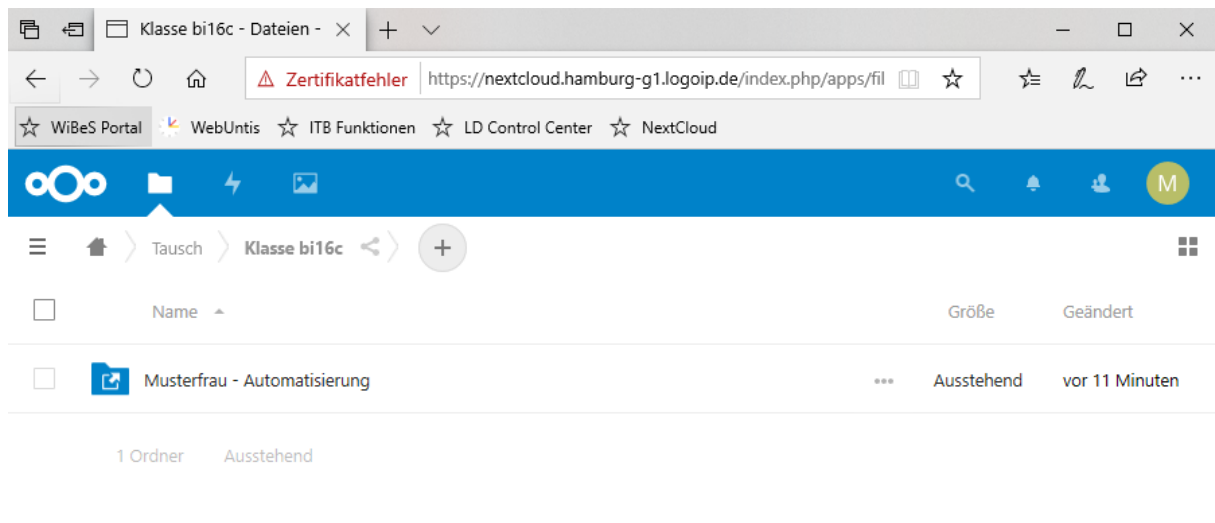 Klasse bi16c - Dateien -
Zertifikatfehler https://nextcloud.hamburg-g1.logoip.de/index.php/apps/fil
WiBeS Portal WebUntis ITB Funktionen LD Control Center NextCloud
M
Tausch Klasse bi16c +
Name Größe Geändert
Musterfrau - Automatisierung ••• Ausstehend vor 11 Minuten
1 Ordner Ausstehend